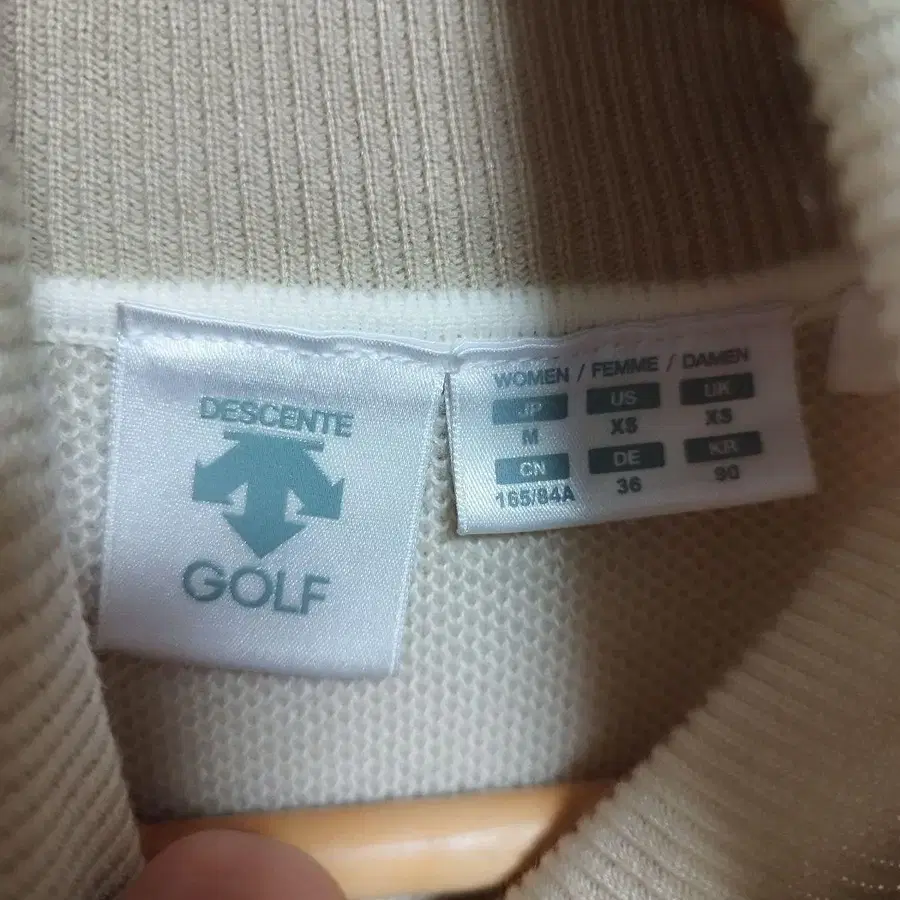 DESCENTE
GOLF
WOMEN / FEMME / DAMEN
JP US UK
M XS XS
CN DE KR
165/84A 36 90